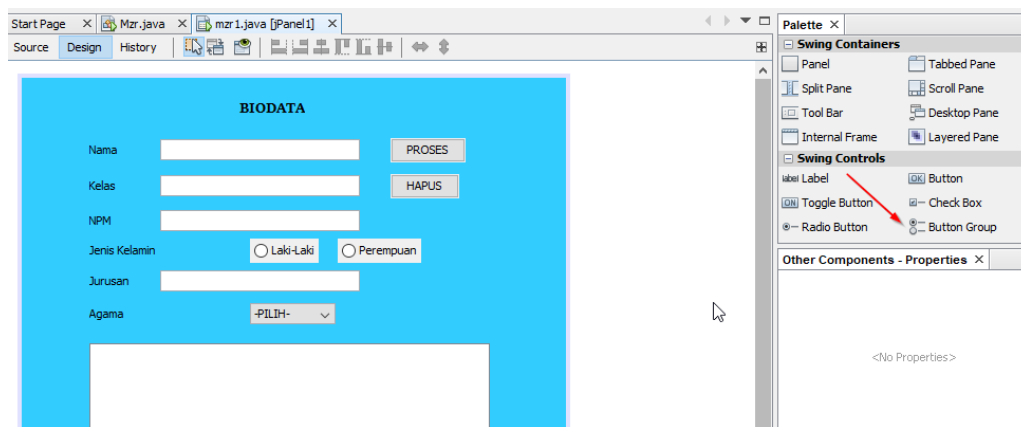 Start Page
Mzr.java
mzr1.java [jPanel1]
Source
Design
History
BIODATA
Nama
PROSES
Kelas
HAPUS
NPM
Jenis Kelamin
Laki-Laki
Perempuan
Jurusan
Agama
-PILIH-
Palette
Swing Containers
Panel
Tabbed Pane
Split Pane
Scroll Pane
Tool Bar
Desktop Pane
Internal Frame
Layered Pane
Swing Controls
label Label
OK Button
ON Toggle Button
Check Box
Radio Button
Button Group
Other Components - Properties
<No Properties>